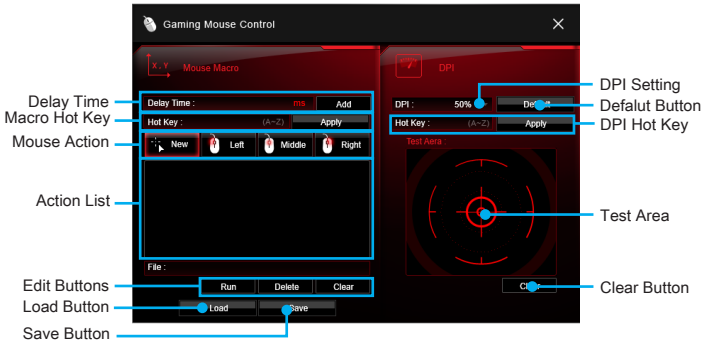 Gaming Mouse Control
X , Y
Mouse Macro
DPI
Delay Time
Delay Time :
ms
Add
DPI :
50%
DPI Setting
Defalut Button
Macro Hot Key
Hot Key :
(A~Z)
Apply
Hot Key :
(A~Z)
Apply
DPI Hot Key
Mouse Action
New
Left
Middle
Right
Test Aera
Action List
Test Area
File :
Edit Buttons
Run
Delete
Clear
Clear Button
Load Button
Load
Save
Save Button